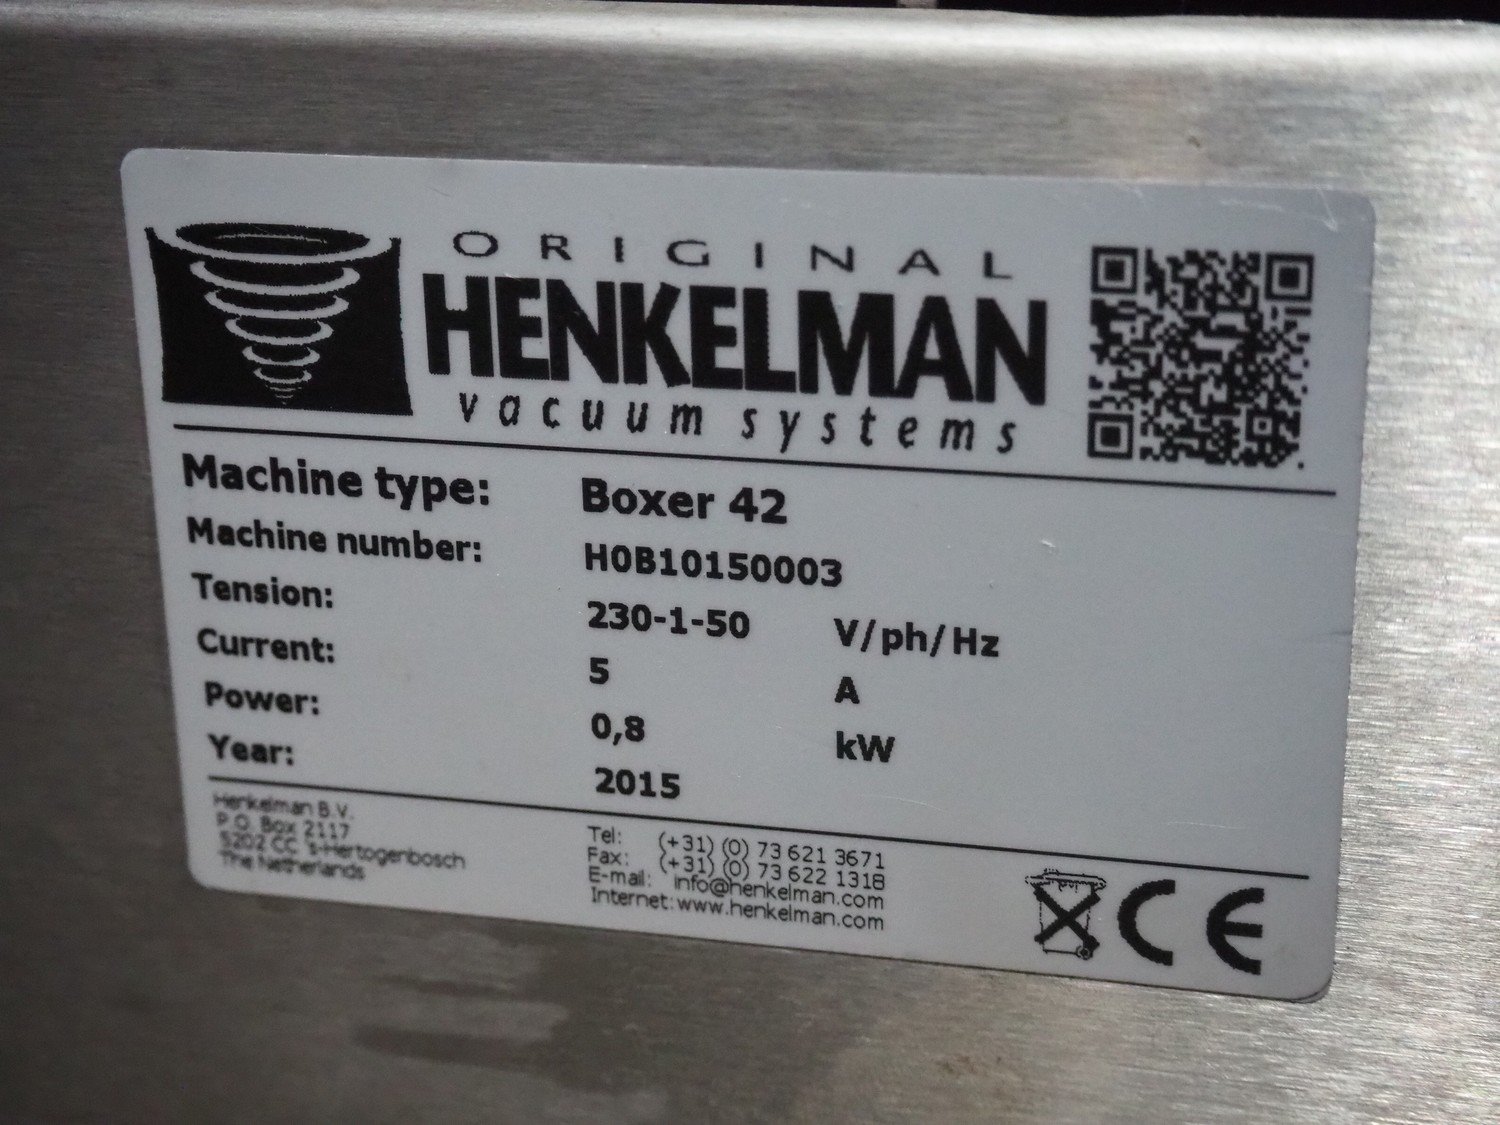 ORIGINAL
HENKELMAN
vacuum systems
Machine type: Boxer 42
Machine number: H0B10150003
Tension: 230-1-50 V/ph/Hz
Current: 5 A
Power: 0,8 kW
Year: 2015
Henkelman B.V.
P.O. Box 2117
5202 CC 's-Hertogenbosch
The Netherlands
Tel: (+31) (0) 73 621 3671
Fax: (+31) (0) 73 622 1318
E-mail: info@henkelman.com
Internet: www.henkelman.com
CE